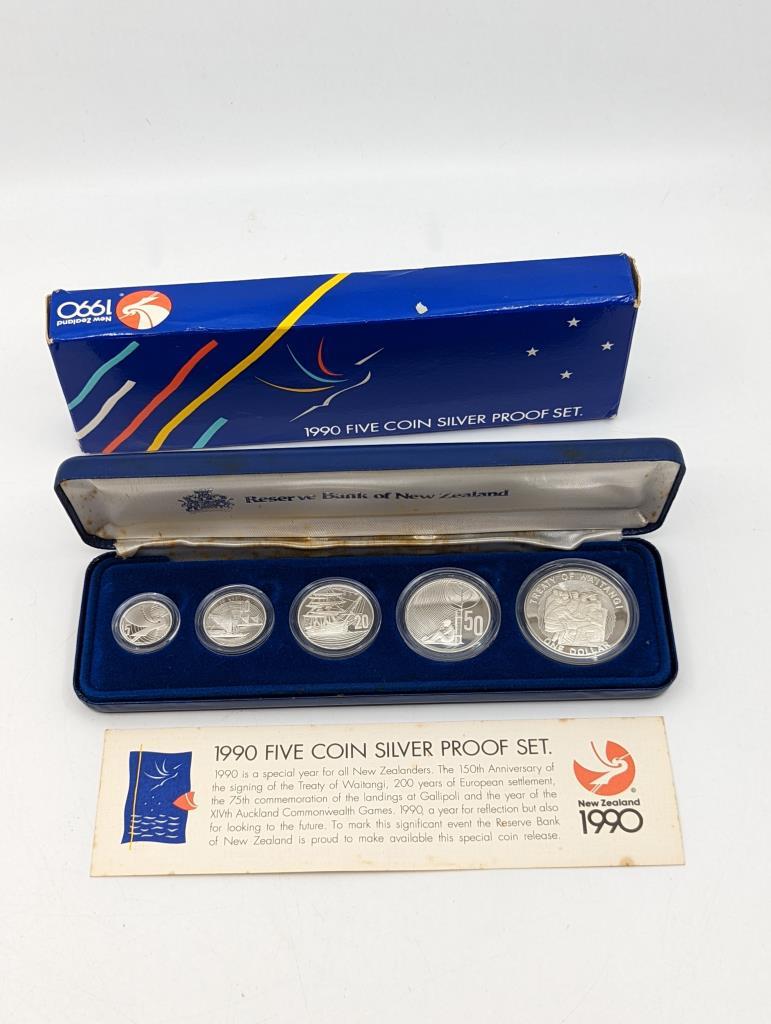 New Zealand
1990
1990 FIVE COIN SILVER PROOF SET.
Reserve Bank of New Zealand
5
20
50
TREATY OF WAITANGI
ONE DOLLAR
1990 FIVE COIN SILVER PROOF SET.
1990 is a special year for all New Zealanders. The 150th Anniversary of
the signing of the Treaty of Waitangi, 200 years of European settlement,
the 75th commemoration of the landings at Gallipoli and the year of the
XIVth Auckland Commonwealth Games. 1990, a year for reflection but also
for looking to the future. To mark this significant event the Reserve Bank
of New Zealand is proud to make available this special coin release.
New Zealand
1990